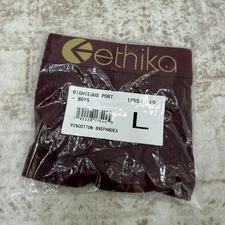 ethika
RIGHTEOUS PORT
- BOYS
L
92%COTTON 8%SPANDEX